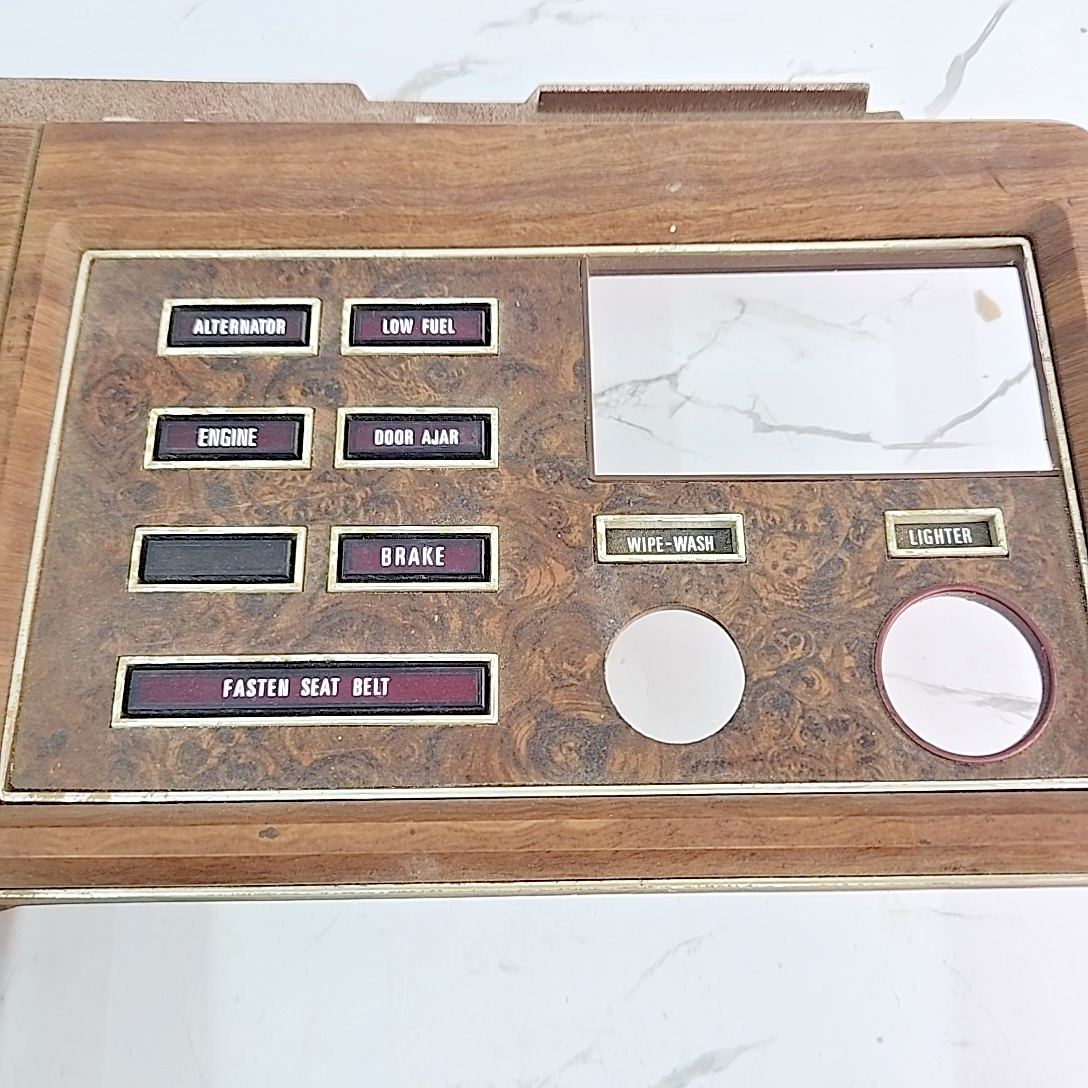 ALTERNATOR
LOW FUEL
ENGINE
DOOR AJAR
BRAKE
FASTEN SEAT BELT
WIPE-WASH
LIGHTER